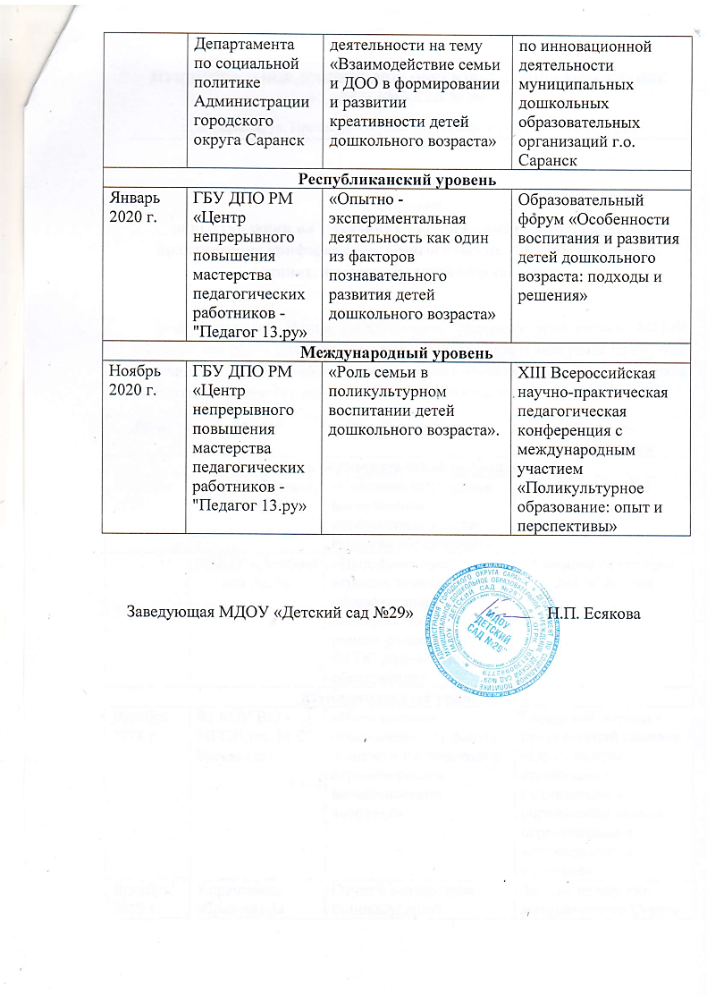 Департамента
по социальной
политике
Администрации
городского
округа Саранск
деятельности на тему
«Взаимодействие семьи
и ДОО в формировании
и развитии
креативности детей
дошкольного возраста»
по инновационной
деятельности
муниципальных
дошкольных
образовательных
организаций г.о.
Саранск
Республиканский уровень
Январь
2020 г.
ГБУ ДПО РМ
«Центр
непрерывного
повышения
мастерства
педагогических
работников -
"Педагог 13.ру»
«Опытно -
экспериментальная
деятельность как один
из факторов
познавательного
развития детей
дошкольного возраста»
Образовательный
форум «Особенности
воспитания и развития
детей дошкольного
возраста: подходы и
решения»
Международный уровень
Ноябрь
2020 г.
ГБУ ДПО РМ
«Центр
непрерывного
повышения
мастерства
педагогических
работников -
"Педагог 13.ру»
«Роль семьи в
поликультурном
воспитании детей
дошкольного возраста».
XIII Всероссийская
научно-практическая
педагогическая
конференция с
международным
участием
«Поликультурное
образование: опыт и
перспективы»
Заведующая МДОУ «Детский сад №29» Н.П. Есякова
МДОУ
"ДЕТСКИЙ
САД №29"